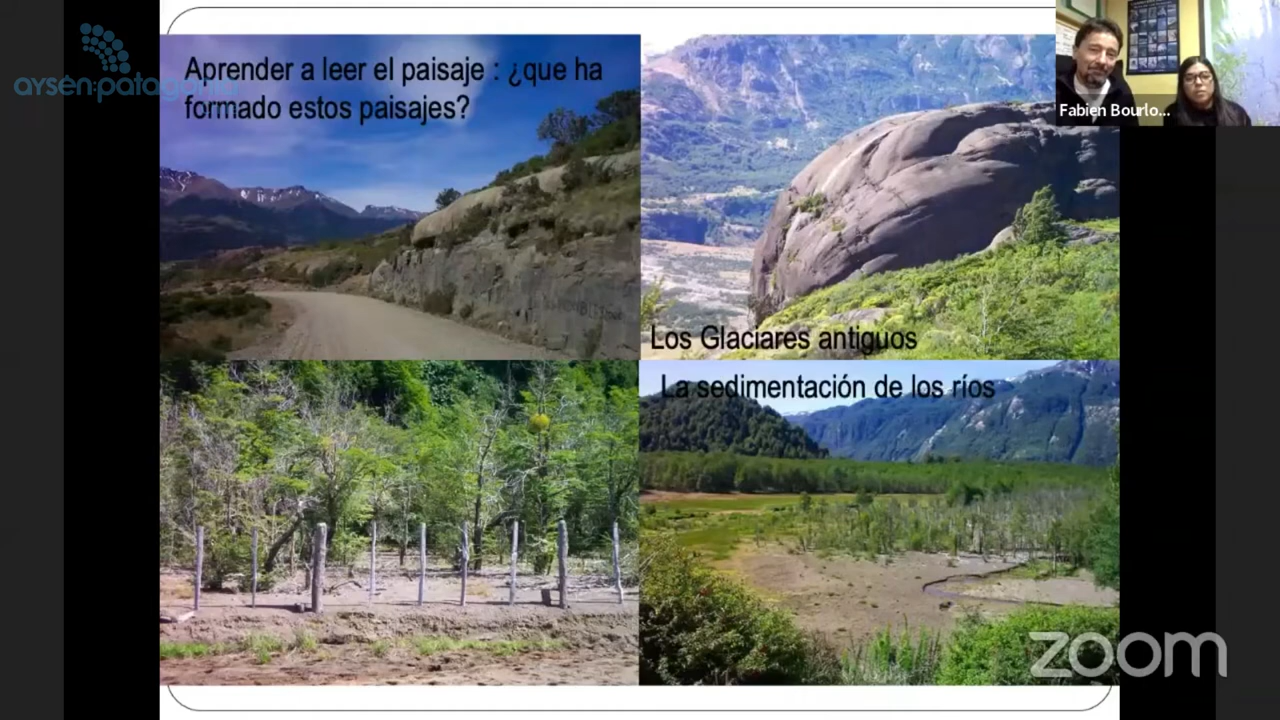 Aprender a leer el paisaje : ¿que ha
formado estos paisajes?
aysén:patagonia
Fabien Bourlo...
Los Glaciares antiguos
La sedimentación de los ríos
zoom